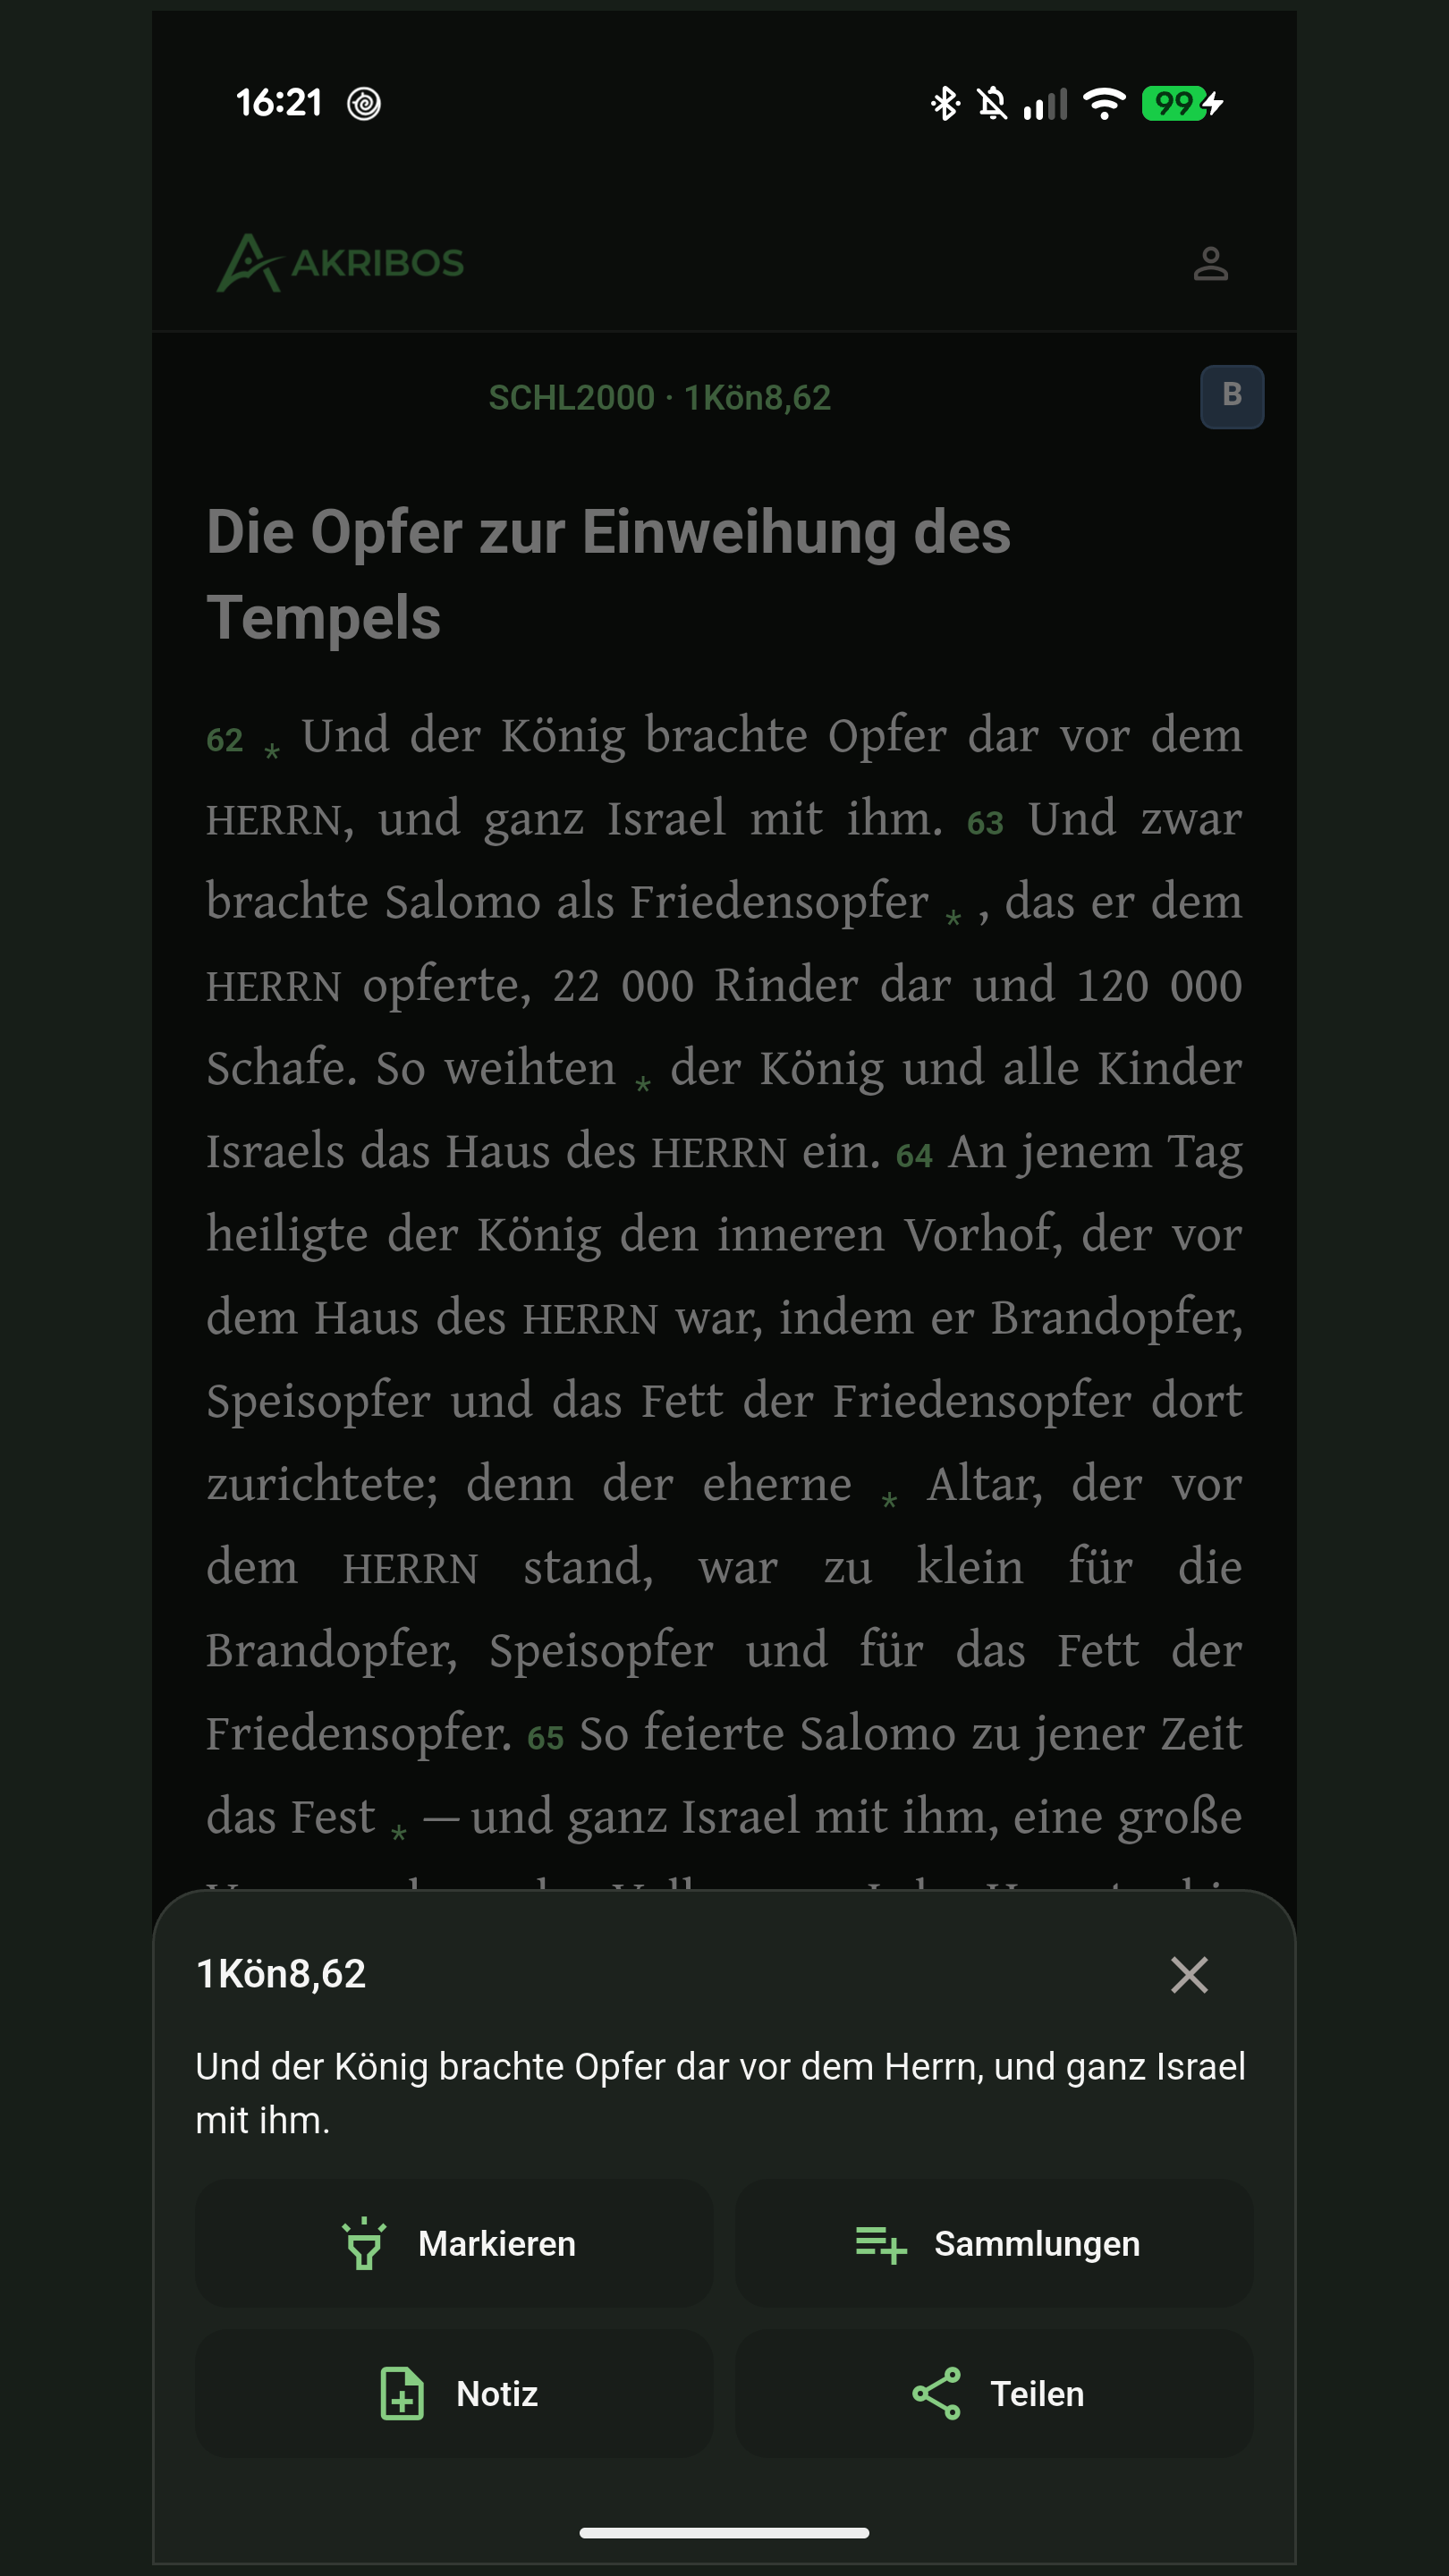 16:21 99
AKRIBOS
SCHL2000 · 1Kön8,62 B
Die Opfer zur Einweihung des
Tempels
62 * Und der König brachte Opfer dar vor dem
HERRN, und ganz Israel mit ihm. 63 Und zwar
brachte Salomo als Friedensopfer * , das er dem
HERRN opferte, 22 000 Rinder dar und 120 000
Schafe. So weihten * der König und alle Kinder
Israels das Haus des HERRN ein. 64 An jenem Tag
heiligte der König den inneren Vorhof, der vor
dem Haus des HERRN war, indem er Brandopfer,
Speisopfer und das Fett der Friedensopfer dort
zurichtete; denn der eherne * Altar, der vor
dem HERRN stand, war zu klein für die
Brandopfer, Speisopfer und für das Fett der
Friedensopfer. 65 So feierte Salomo zu jener Zeit
das Fest * — und ganz Israel mit ihm, eine große
1Kön8,62
Und der König brachte Opfer dar vor dem Herrn, und ganz Israel
mit ihm.
Markieren
Sammlungen
Notiz
Teilen